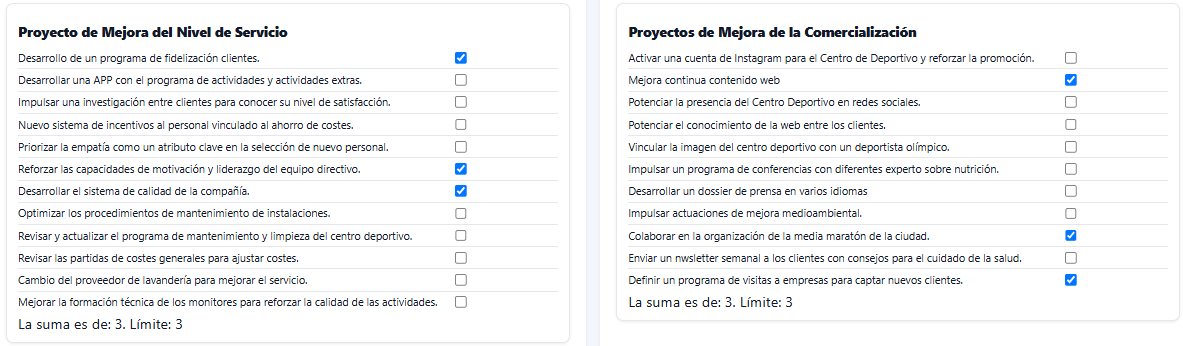 Proyecto de Mejora del Nivel de Servicio
Desarrollo de un programa de fidelización clientes.
Desarrollar una APP con el programa de actividades y actividades extras.
Impulsar una investigación entre clientes para conocer su nivel de satisfacción.
Nuevo sistema de incentivos al personal vinculado al ahorro de costes.
Priorizar la empatía como un atributo clave en la selección de nuevo personal.
Reforzar las capacidades de motivación y liderazgo del equipo directivo.
Desarrollar el sistema de calidad de la compañía.
Optimizar los procedimientos de mantenimiento de instalaciones.
Revisar y actualizar el programa de mantenimiento y limpieza del centro deportivo.
Revisar las partidas de costes generales para ajustar costes.
Cambio del proveedor de lavandería para mejorar el servicio.
Mejorar la formación técnica de los monitores para reforzar la calidad de las actividades.
La suma es de: 3. Límite: 3
Proyectos de Mejora de la Comercialización
Activar una cuenta de Instagram para el Centro de Deportivo y reforzar la promoción.
Mejora continua contenido web
Potenciar la presencia del Centro Deportivo en redes sociales.
Potenciar el conocimiento de la web entre los clientes.
Vincular la imagen del centro deportivo con un deportista olímpico.
Impulsar un programa de conferencias con diferentes experto sobre nutrición.
Desarrollar un dossier de prensa en varios idiomas
Impulsar actuaciones de mejora medioambiental.
Colaborar en la organización de la media maratón de la ciudad.
Enviar un nwsletter semanal a los clientes con consejos para el cuidado de la salud.
Definir un programa de visitas a empresas para captar nuevos clientes.
La suma es de: 3. Límite: 3